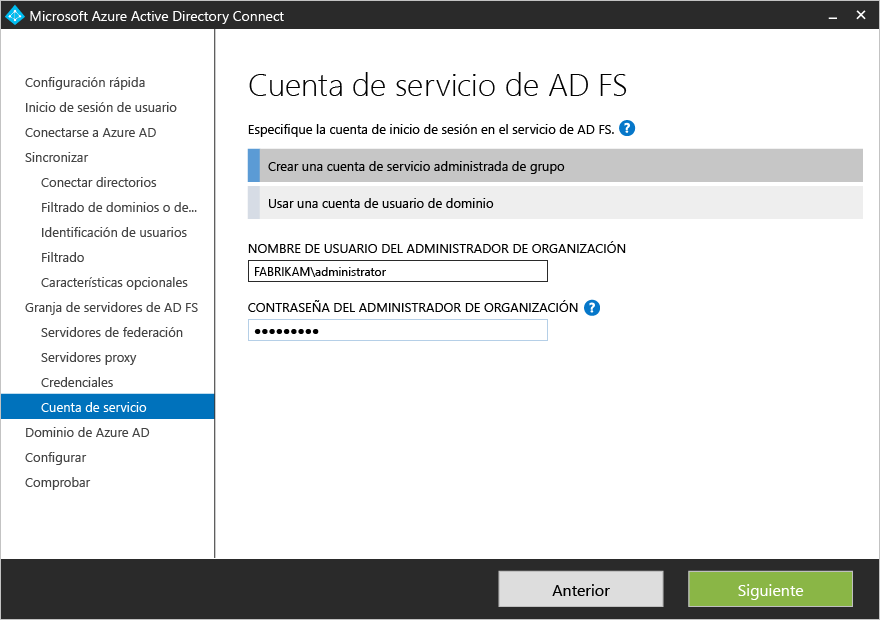 Microsoft Azure Active Directory Connect
Configuración rápida
Inicio de sesión de usuario
Conectarse a Azure AD
Sincronizar
Conectar directorios
Filtrado de dominios o de...
Identificación de usuarios
Filtrado
Características opcionales
Granja de servidores de AD FS
Servidores de federación
Servidores proxy
Credenciales
Cuenta de servicio
Dominio de Azure AD
Configurar
Comprobar
Cuenta de servicio de AD FS
Especifique la cuenta de inicio de sesión en el servicio de AD FS. ?
Crear una cuenta de servicio administrada de grupo
Usar una cuenta de usuario de dominio
NOMBRE DE USUARIO DEL ADMINISTRADOR DE ORGANIZACIÓN
FABRIKAM\administrator
CONTRASEÑA DEL ADMINISTRADOR DE ORGANIZACIÓN ?
●●●●●●●●●
Anterior
Siguiente